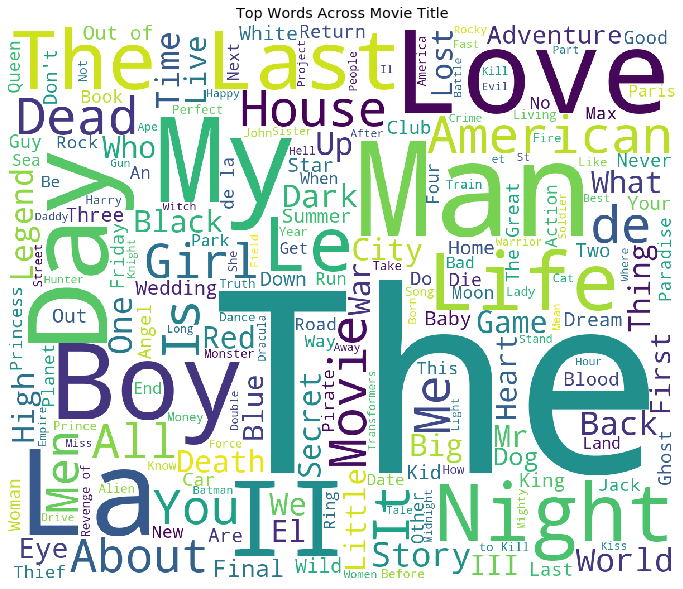 Top Words Across Movie Title
The Last
Love
Out of
White
Return
Adventure
Good
Queen
Don't
Book
Time
Live
Next
Project
People
II
America
Lost
Rocky
Fast
Battle
Part
Kill
Evil
Paris
Not
Happy
Perfect
Dead
House
American
No
Max
Guy
Sea
Rock
Ape
Gun
Who
My
John
Sister
Hell
Up
After
Club
Man
Crime
Living
Fire
Never
Like
What
Be
An
Harry
Daddy
Three
Witch
Star
When
Dark
Four
Train
et
St
Best
Your
Legend
Day
Black
de la
Summer
Year
Le
de
Street
Knight
Hunter
Friday
Park
Girl
She
Field
Get
Down
Run
City
Home
Bad
Die
Moon
The Great
Action
Soldier
Two
Where
Thing
Paradise
Wedding
Truth
Is
One
Out
Angel
Long
Dance
Red
Road
Way
War
Take
Do
Song
Born
Baby
Lady
Warrior
Life
Cat
Mean
Game
Dream
Princess
Planet
Monster
Dracula
Boy
The
Movie
Away
Pirate
Transformers
Me
This
Light
Heart
Stand
Hour
Blood
First
High
Empire
End
Prince
Miss
Money
Double
Blue
Secret
Back
Land
Ghost
Men
All
Know
Force
Death
Big
Kid
How
Mr
Dog
Woman
La
Revenge of
Alien
Drive
Car
Batman
You
II
We
El
Ring
Little
It
Date
Other
Tale
Midnight
King
Mighty
Night
Jack
Eye
Thief
About
New
Are
Final
Wild
Women
Before
Story
to Kill
III
Last
Kiss
World